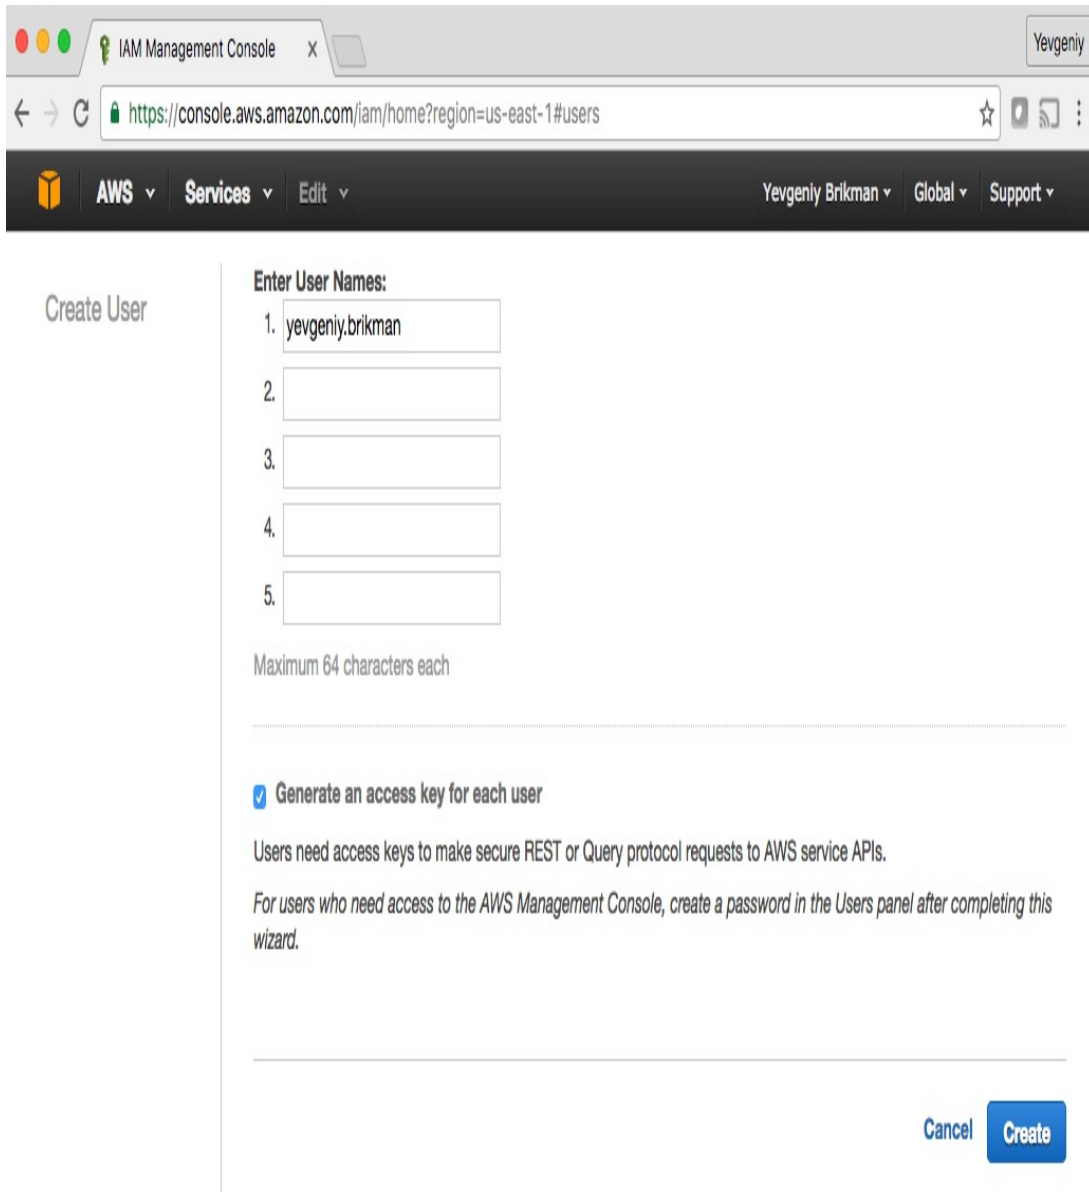 IAM Management Console
Yevgeniy
https://console.aws.amazon.com/iam/home?region=us-east-1#users
AWS Services Edit Yevgeniy Brikman Global Support
Create User
Enter User Names:
1. yevgeniy.brikman
2.
3.
4.
5.
Maximum 64 characters each
Generate an access key for each user
Users need access keys to make secure REST or Query protocol requests to AWS service APIs.
For users who need access to the AWS Management Console, create a password in the Users panel after completing this
wizard.
Cancel Create